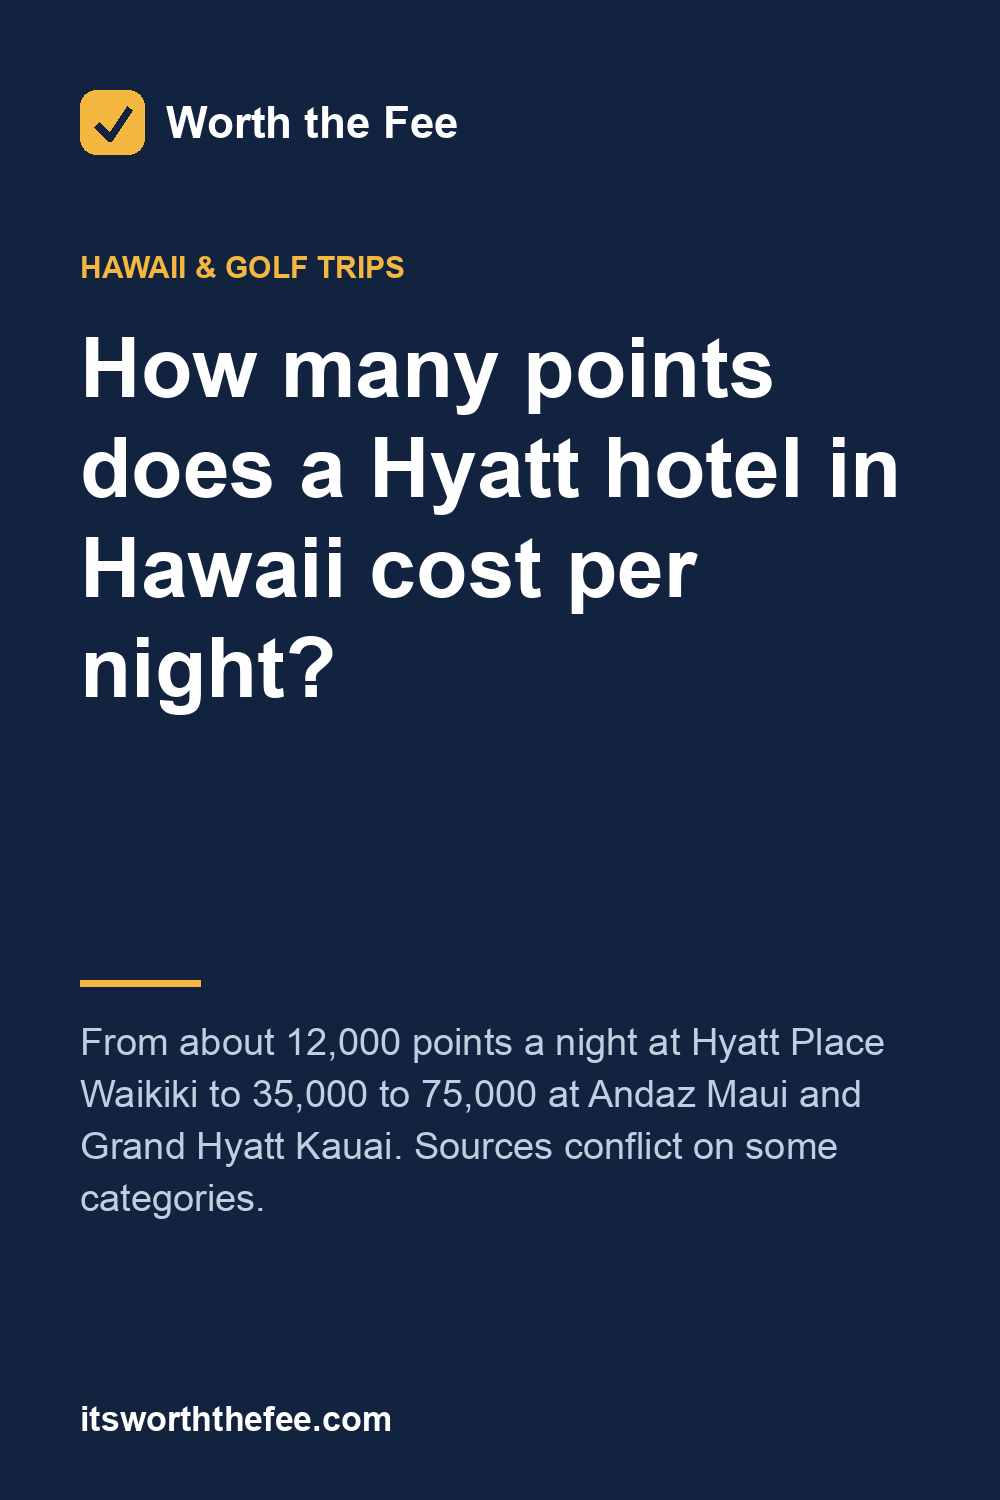 Worth the Fee
HAWAII & GOLF TRIPS
How many points
does a Hyatt hotel in
Hawaii cost per
night?
From about 12,000 points a night at Hyatt Place
Waikiki to 35,000 to 75,000 at Andaz Maui and
Grand Hyatt Kauai. Sources conflict on some
categories.
itsworththefee.com